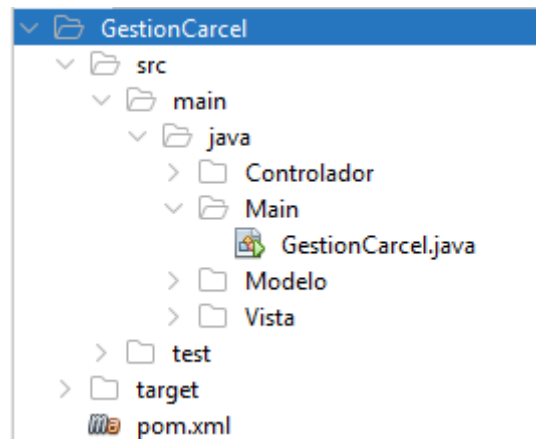 GestionCarcel
src
main
java
Controlador
Main
GestionCarcel.java
Modelo
Vista
test
target
pom.xml